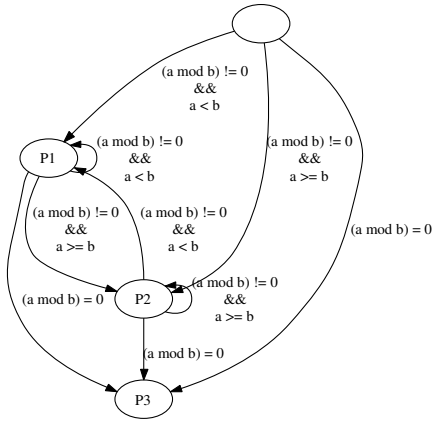 (a mod b) != 0
&&
a < b
P1
(a mod b) != 0
&&
a < b
(a mod b) != 0
&&
a >= b
(a mod b) = 0
(a mod b) != 0
&&
a >= b
(a mod b) != 0
&&
a < b
(a mod b) = 0
P2
(a mod b) != 0
&&
a >= b
(a mod b) = 0
P3